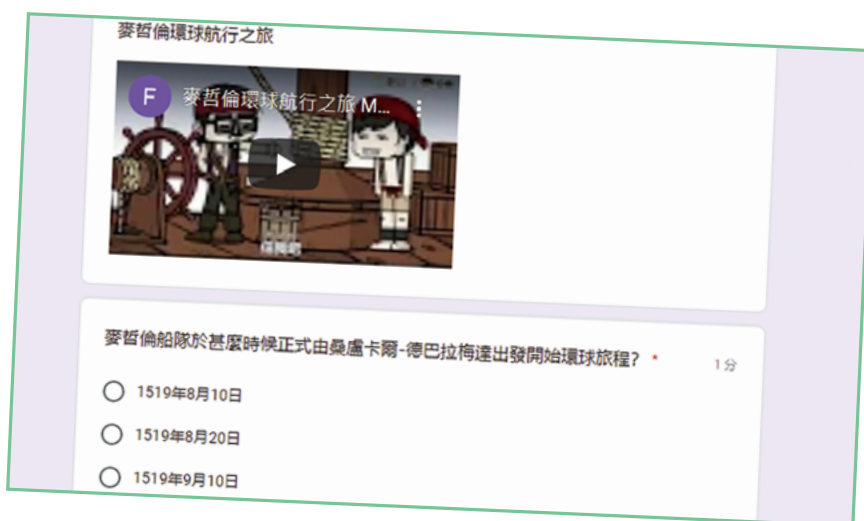 麥哲倫環球航行之旅
F 麥哲倫環球航行之旅 M...
麥哲倫船隊於甚麼時候正式由桑盧卡爾-德巴拉梅達出發開始環球旅程? *
1分
1519年8月10日
1519年8月20日
1519年9月10日